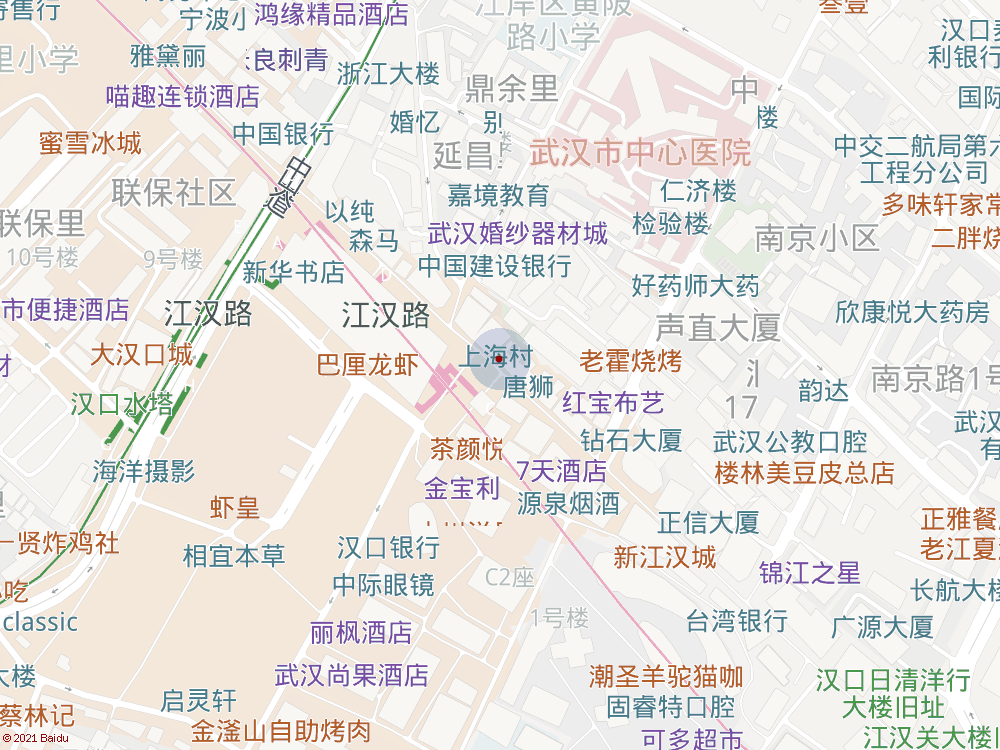 寄售行
鸿缘精品酒店
宁波小
江岸区黄陂
路小学
叁壹
汉口
利银行
里小学
雅黛丽
良刺青
浙江大楼
鼎余里
中
国际
喵趣连锁酒店
楼
蜜雪冰城
中国银行
婚忆
别
延昌
武汉市中心医院
中交二航局第
工程分公司
中山道
联保社区
以纯
嘉境教育
仁济楼
多味轩家常
联保里
森马
武汉婚纱器材城
检验楼
南京小区
二胖烧
10号楼
9号楼
新华书店
中国建设银行
好药师大药
市便捷酒店
江汉路
江汉路
声直大厦
欣康悦大药房
大汉口城
巴厘龙虾
上海村
老霍烧烤
材
唐狮
南京路1号
汉口水塔
红宝布艺
17
韵达
武汉
有
茶颜悦
钻石大厦
武汉公教口腔
海洋摄影
7天酒店
楼林美豆皮总店
金宝利
虾皇
源泉烟酒
正信大厦
正雅餐
一贤炸鸡社
汉口银行
老江夏
相宜本草
新江汉城
小吃
中际眼镜
C2座
锦江之星
长航大楼
classic
1号楼
台湾银行
广源大厦
丽枫酒店
大楼
武汉尚果酒店
潮圣羊驼猫咖
汉口日清洋行
大楼旧址
启灵轩
固睿特口腔
蔡林记
金滏山自助烤肉
可多超市
江汉关大楼
© 2021 Baidu